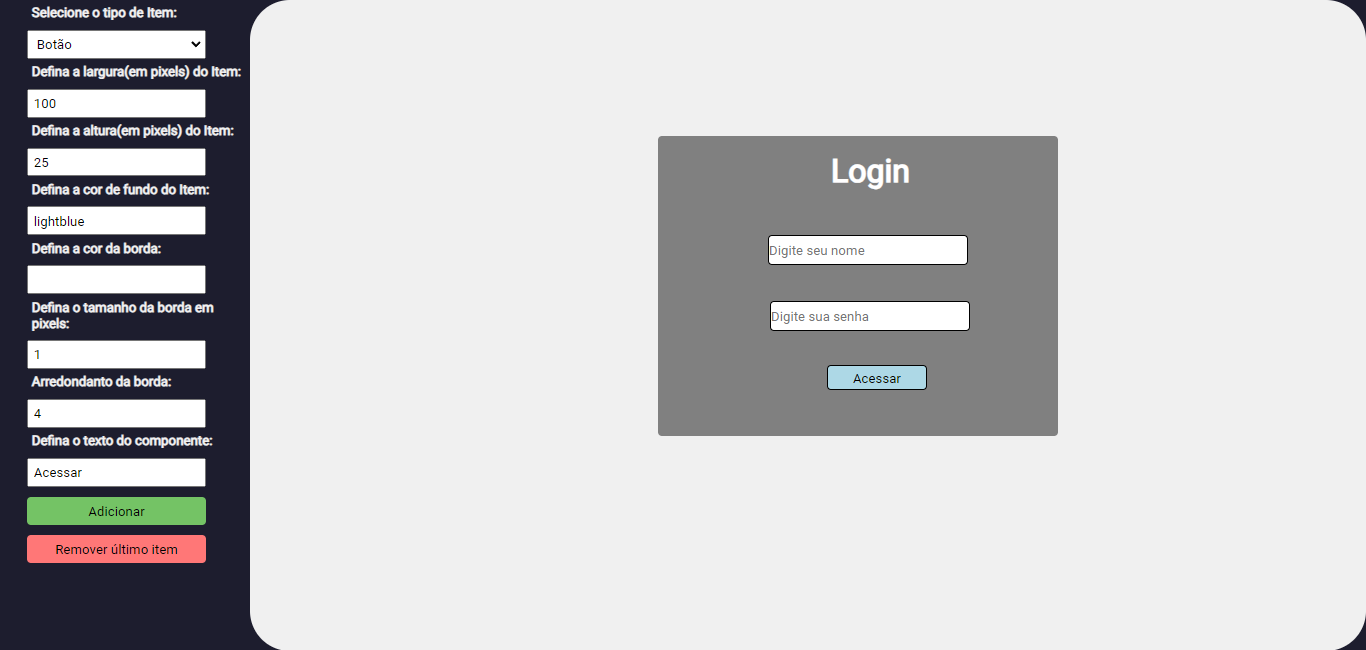 Selecione o tipo de Item:
Botão
Defina a largura(em pixels) do Item:
100
Defina a altura(em pixels) do Item:
25
Defina a cor de fundo do Item:
lightblue
Defina a cor da borda:
Defina o tamanho da borda em
pixels:
1
Arredondanto da borda:
4
Defina o texto do componente:
Acessar
Adicionar
Remover último item
Login
Digite seu nome
Digite sua senha
Acessar